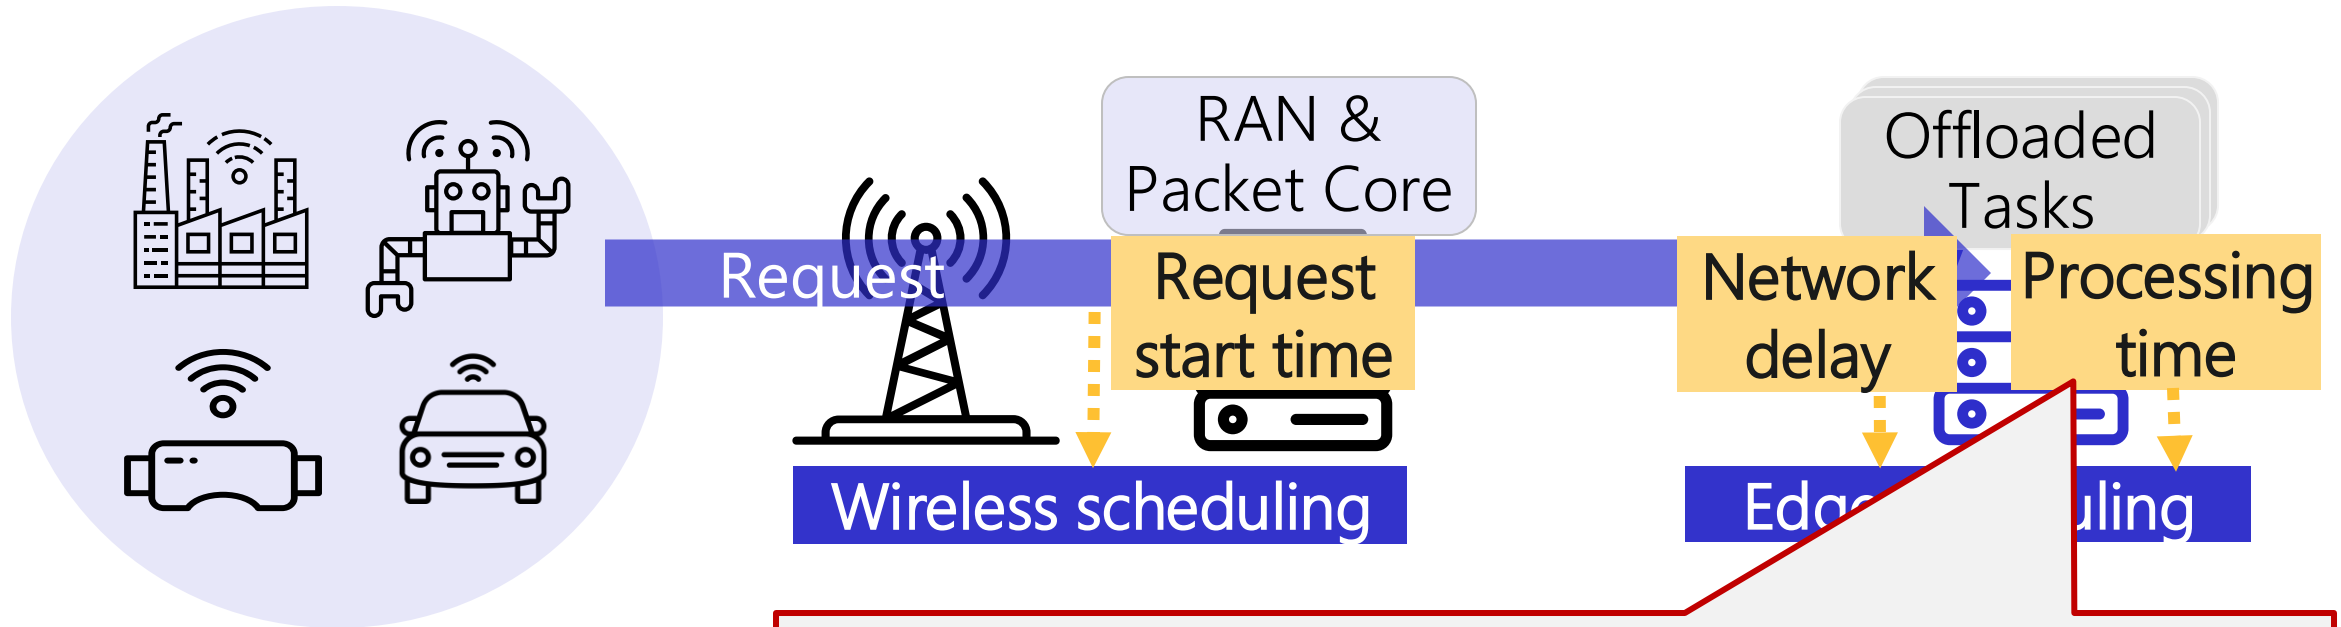 RAN &
Packet Core
Offloaded
Tasks
Request
Request
start time
Network
delay
Processing
time
Wireless scheduling